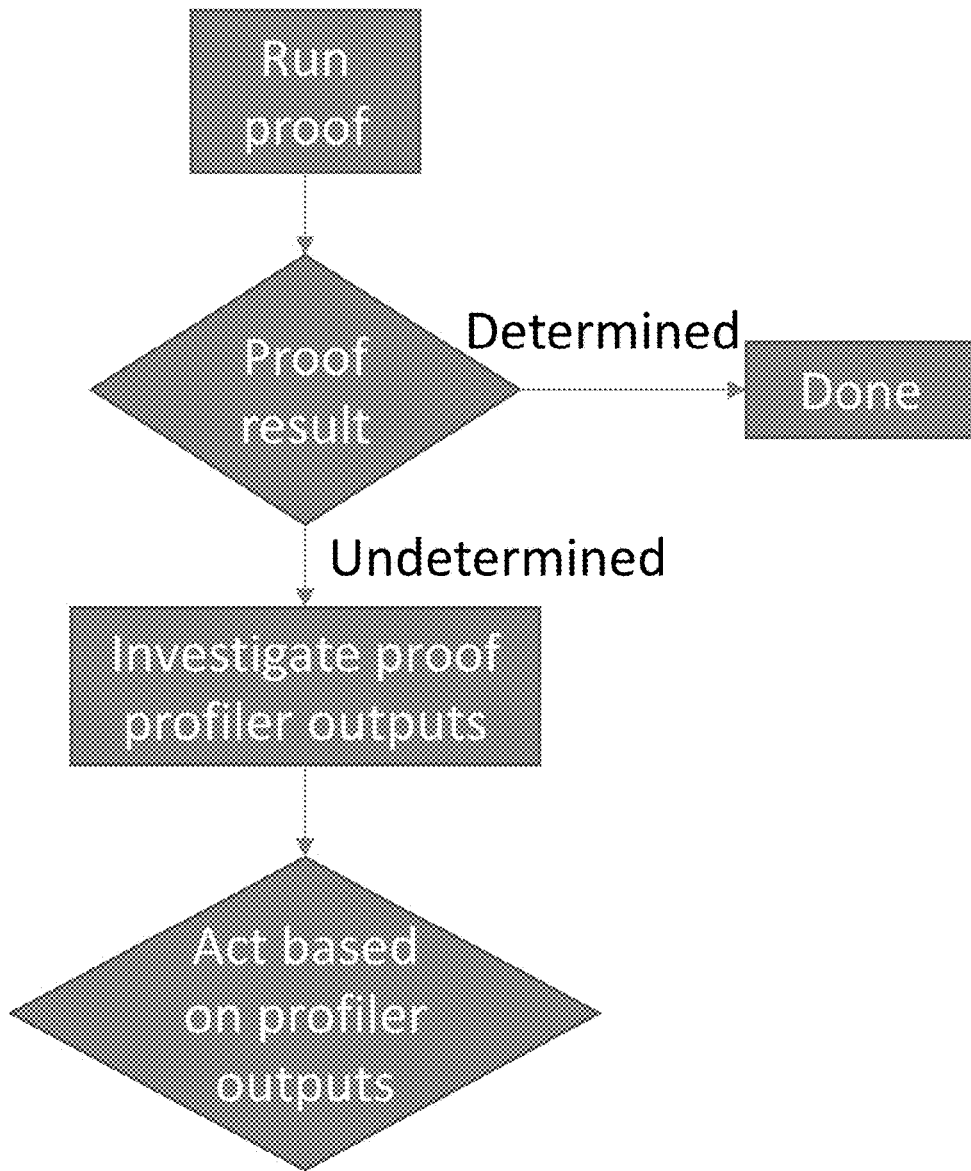 Run
proof
Proof
result
Determined
Done
Undetermined
Investigate proof
profiler outputs
Act based
on profiler
outputs